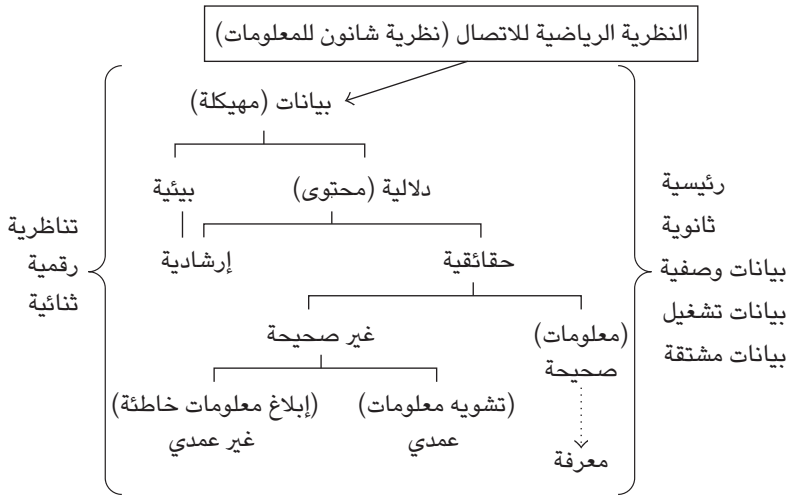 النظرية الرياضية للاتصال (نظرية شانون للمعلومات)
بيانات (مهيكلة)
دلالية (محتوى)
بيئية
حقائقية
إرشادية
(معلومات)
صحيحة
غير صحيحة
(تشويه معلومات)
عمدي
(إبلاغ معلومات خاطئة)
غير عمدي
معرفة
رئيسية
ثانوية
بيانات وصفية
بيانات تشغيل
بيانات مشتقة
تناظرية
رقمية
ثنائية